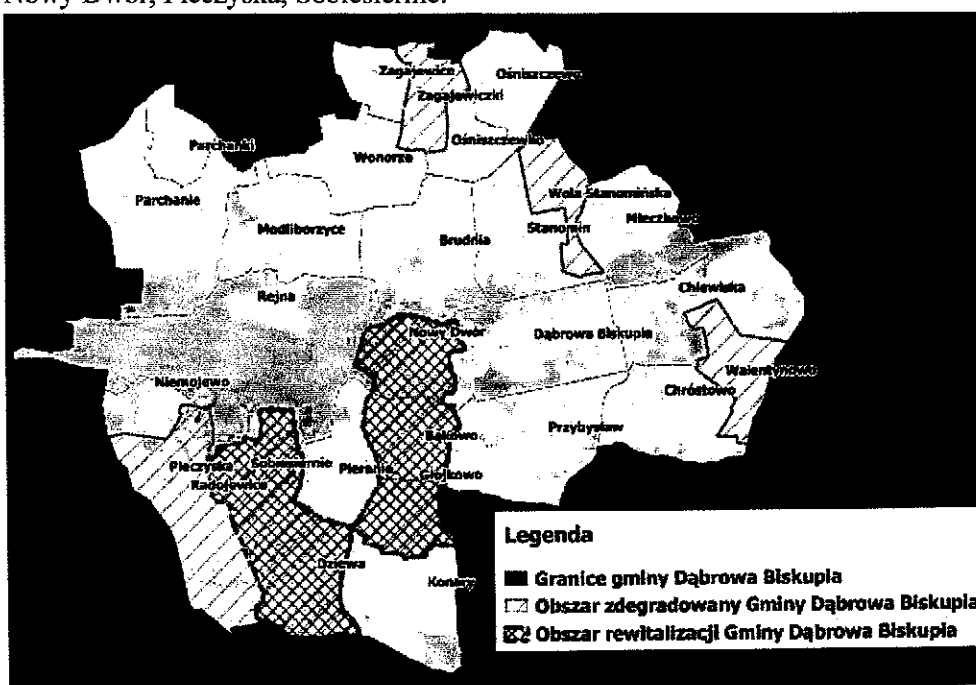 Nowy Dwór, Pleczyska, Sobiesiernie.
Zagajewice
Ośniszczewo
Zagajewiczki
Ośniszczewko
Parchanki
Wonorze
Parchanie
Wola Stanomińska
Stanomin
Mleczkowo
Modliborzyce
Brudnia
Chlewiska
Rejna
Nowy Dwór
Dąbrowa Biskupia
Walentynowo
Niemojewo
Chróstowo
Bąkowo
Przybysław
Pleczyska
Sobiesiernie
Pieranie
Radojewice
Głojkowo
Dziewa
Konary
Legenda
Granice gminy Dąbrowa Biskupia
Obszar zdegradowany Gminy Dąbrowa Biskupia
Obszar rewitalizacji Gminy Dąbrowa Biskupia